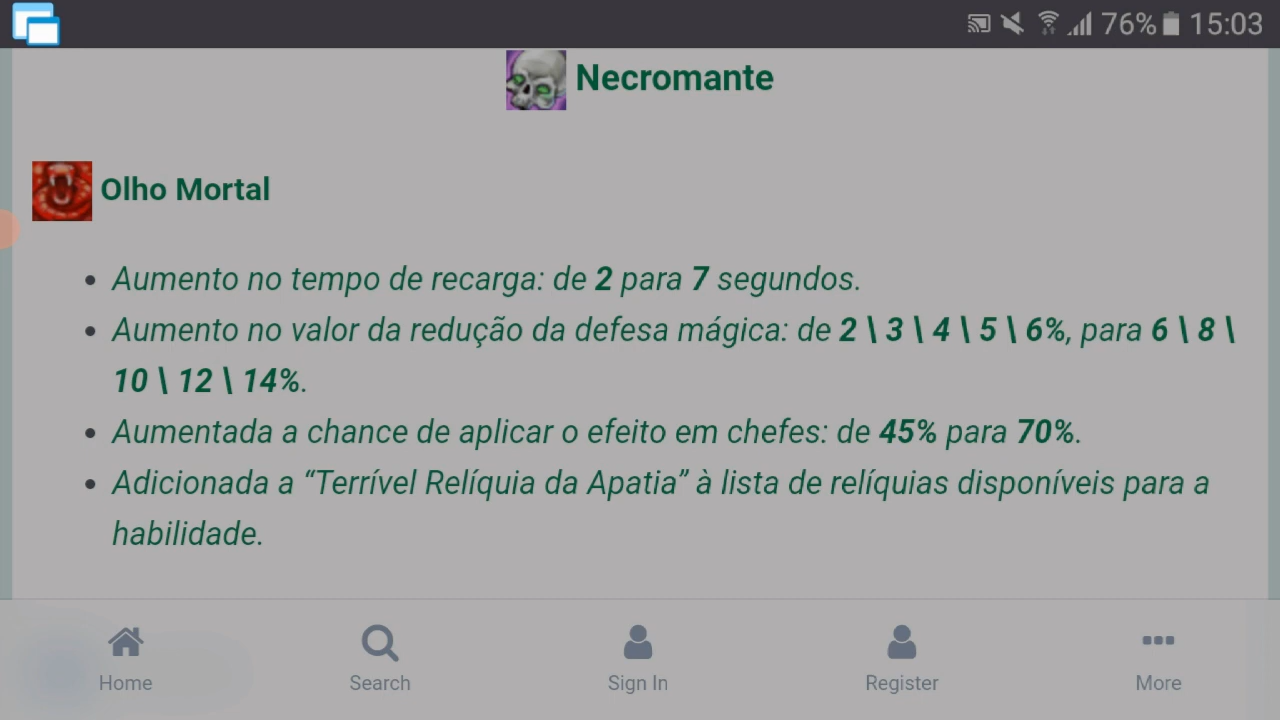 76% 15:03
Necromante
Olho Mortal
• Aumento no tempo de recarga: de 2 para 7 segundos.
• Aumento no valor da redução da defesa mágica: de 2 \ 3 \ 4 \ 5 \ 6%, para 6 \ 8 \
10 \ 12 \ 14%.
• Aumentada a chance de aplicar o efeito em chefes: de 45% para 70%.
• Adicionada a “Terrível Relíquia da Apatia” à lista de relíquias disponíveis para a
habilidade.
Home Search Sign In Register More